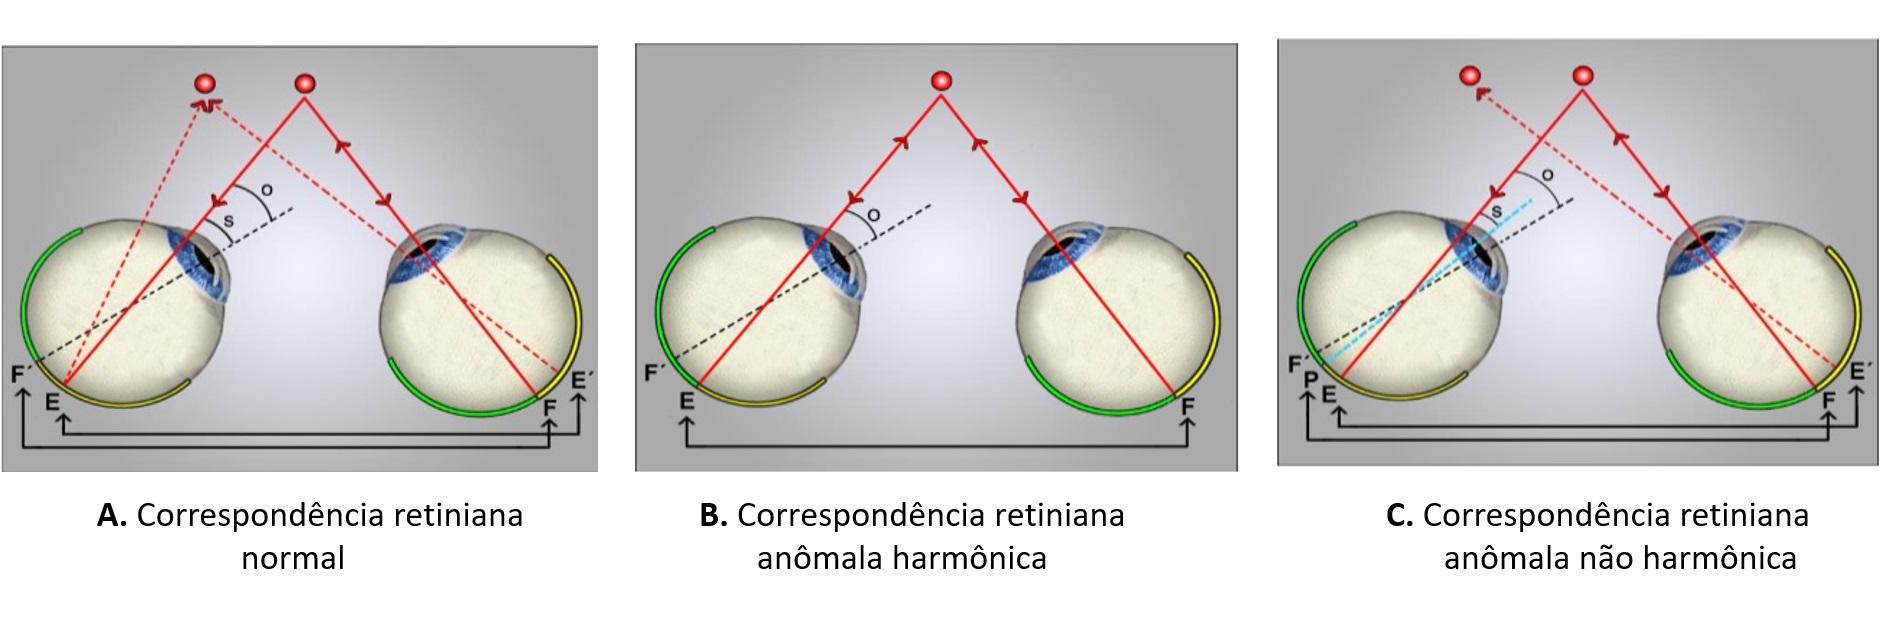 O
S
F´
E
E´
F
O
F´
E
F
O
S
F´
P
E
E´
F
A. Correspondência retiniana
normal
B. Correspondência retiniana
anômala harmônica
C. Correspondência retiniana
anômala não harmônica